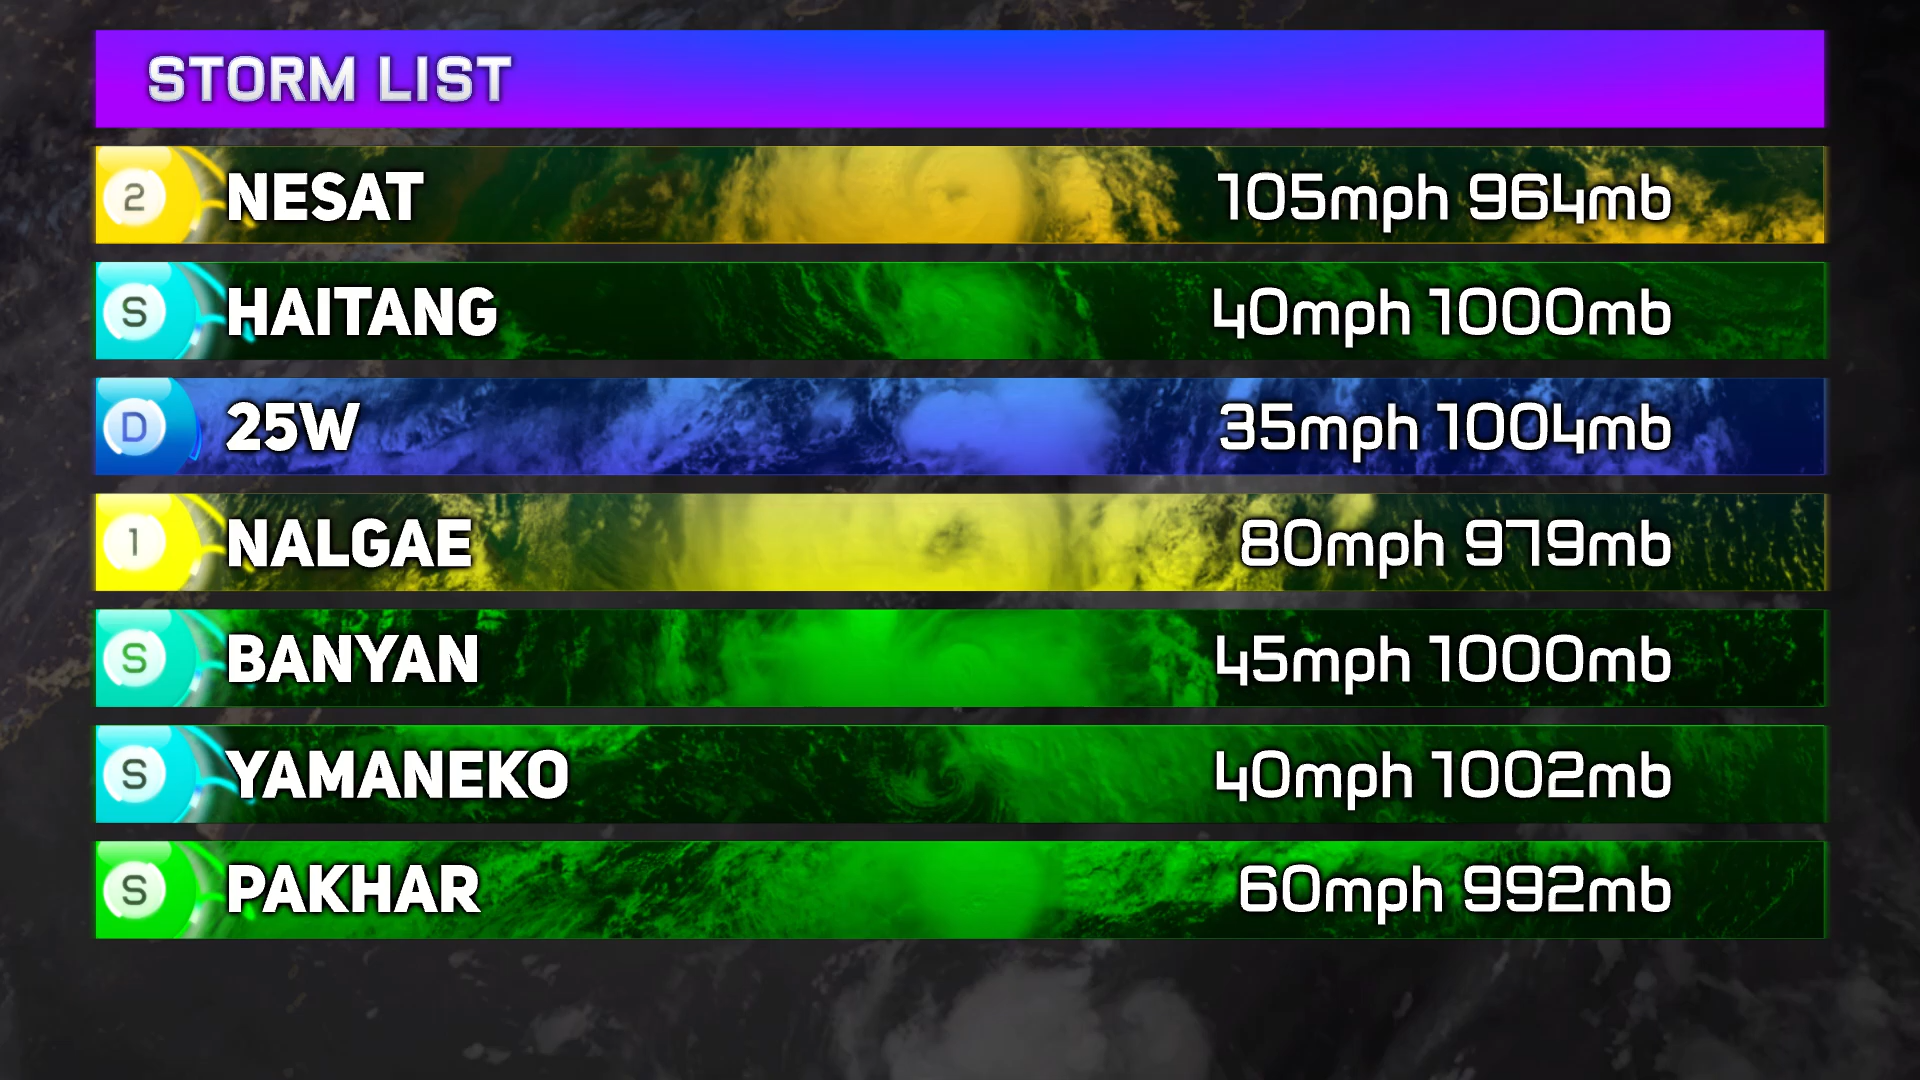 STORM LIST
2 NESAT 105mph 964mb
S HAITANG 40mph 1000mb
D 25W 35mph 1004mb
1 NALGAE 80mph 979mb
S BANYAN 45mph 1000mb
S YAMANEKO 40mph 1002mb
S PAKHAR 60mph 992mb